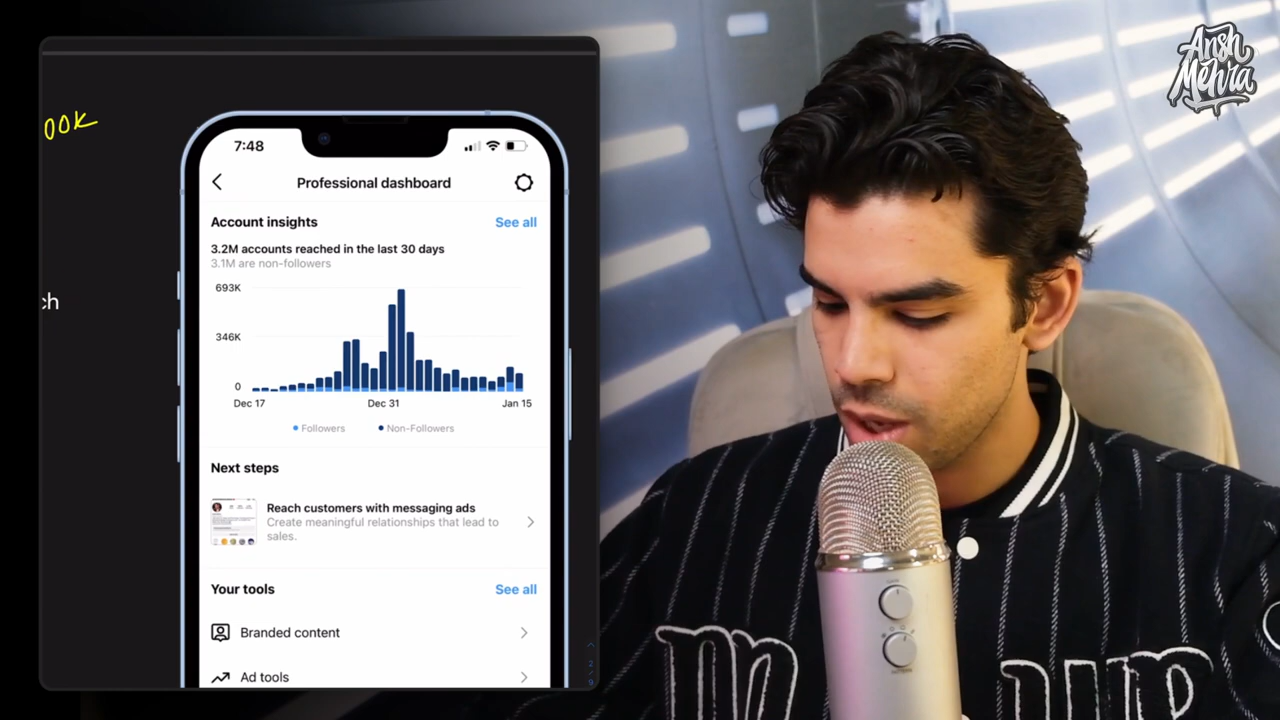 Ansh
Mehra
OOK
ch
7:48
Professional dashboard
Account insights
See all
3.2M accounts reached in the last 30 days
3.1M are non-followers
693K
346K
0
Dec 17
Dec 31
Jan 15
Followers
Non-Followers
Next steps
Reach customers with messaging ads
Create meaningful relationships that lead to
sales.
Your tools
See all
Branded content
Ad tools